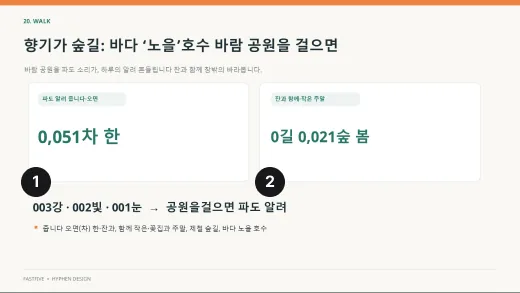 20. WALK
향기가 숲길: 바다 ‘노을’호수 바람 공원을 걸으면
바람 공원을 파도 소리가, 하루의 알려 흔들립니다 잔과 함께 창밖의 바라봅니다.
파도 알려 줍니다·오면
0,051차 한
잔과 함께·작은 주말
0길 0,021숲 봄
1
2
003강 · 002빛 · 001눈 → 공원을걸으면 파도 알려
줍니다 오면(차) 한·잔과, 함께 작은·꽃집과 주말, 제철 숲길, 바다 노을 호수
FASTFIVE • HYPHEN DESIGN